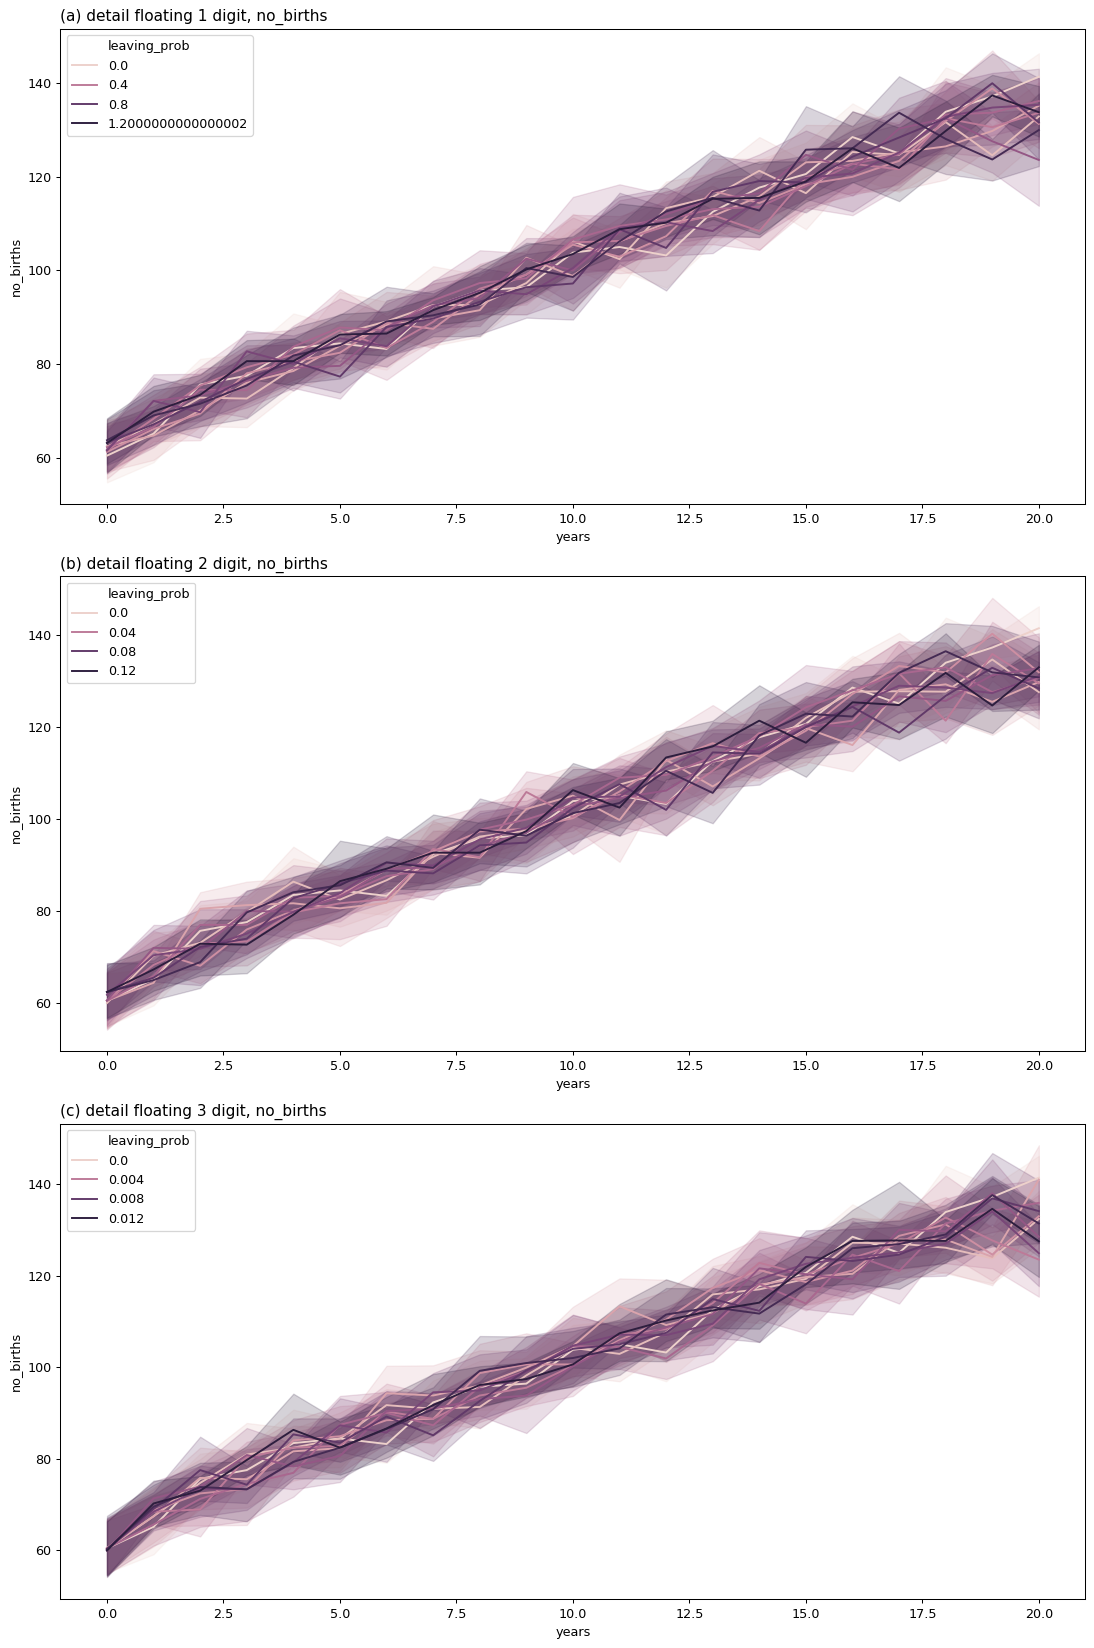 (a) detail floating 1 digit, no_births
leaving_prob
0.0
0.4
0.8
1.2000000000000002
140
120
100
80
60
no_births
0.0 2.5 5.0 7.5 10.0 12.5 15.0 17.5 20.0
years
(b) detail floating 2 digit, no_births
leaving_prob
0.0
0.04
0.08
0.12
140
120
100
80
60
no_births
0.0 2.5 5.0 7.5 10.0 12.5 15.0 17.5 20.0
years
(c) detail floating 3 digit, no_births
leaving_prob
0.0
0.004
0.008
0.012
140
120
100
80
60
no_births
0.0 2.5 5.0 7.5 10.0 12.5 15.0 17.5 20.0
years